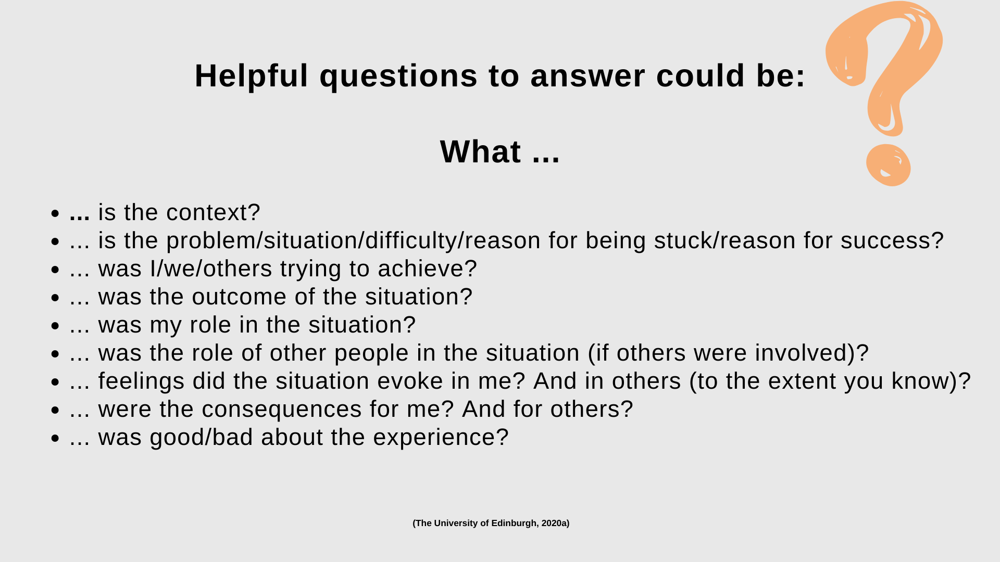 Helpful questions to answer could be:
What ...
• ... is the context?
• ... is the problem/situation/difficulty/reason for being stuck/reason for success?
• ... was I/we/others trying to achieve?
• ... was the outcome of the situation?
• ... was my role in the situation?
• ... was the role of other people in the situation (if others were involved)?
• ... feelings did the situation evoke in me? And in others (to the extent you know)?
• ... were the consequences for me? And for others?
• ... was good/bad about the experience?
(The University of Edinburgh, 2020a)